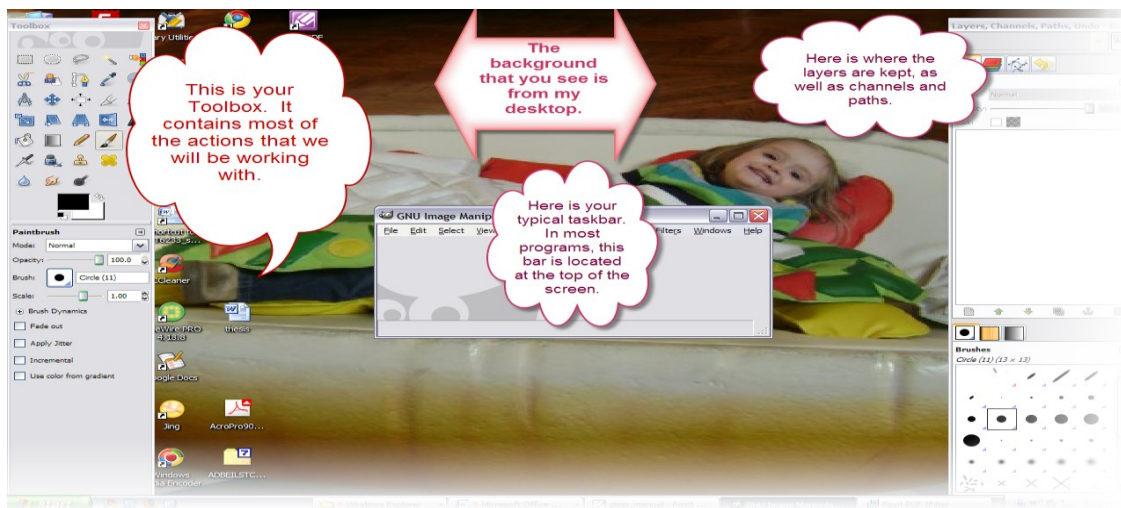 Toolbox
This is your
Toolbox. It
contains most of
the actions that we
will be working
with.
The
background
that you see is
from my
desktop.
Here is where the
layers are kept, as
well as channels and
paths.
Layers, Channels, Paths, Undo
Normal
Here is your
typical taskbar.
In most
programs, this
bar is located
at the top of the
screen.
GNU Image Manip
File Edit Select View Filters Windows Help
Paintbrush
Mode: Normal
Opacity: 100.0
Brush: Circle (11)
Scale: 1.00
Brush Dynamics
Fade out
Apply Jitter
Incremental
Use color from gradient
CCleaner
thesis
Google Docs
Jing AcroPro90...
Windows
Brushes
Circle (11) (13 × 13)